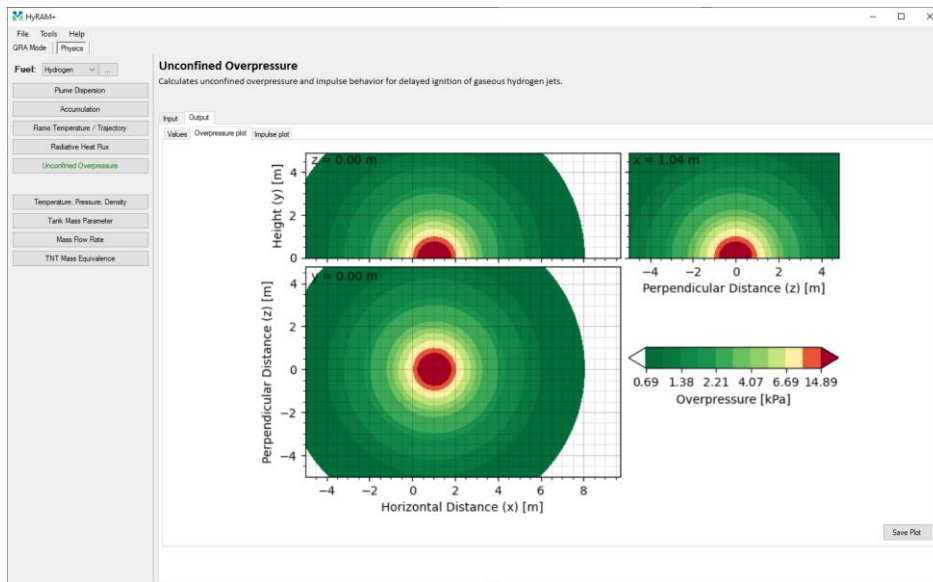 HyRAM+
File Tools Help
QRA Mode Physics
Fuel: Hydrogen ...
Plume Dispersion
Accumulation
Flame Temperature / Trajectory
Radiative Heat Flux
Unconfined Overpressure
Temperature, Pressure, Density
Tank Mass Parameter
Mass Flow Rate
TNT Mass Equivalence
Unconfined Overpressure
Calculates unconfined overpressure and impulse behavior for delayed ignition of gaseous hydrogen jets.
Input Output
Values Overpressure plot Impulse plot
z = 0.00 m
4
2
0
Height (y) [m]
x = 1.04 m
−4 −2 0 2 4
Perpendicular Distance (z) [m]
y = 0.00 m
4
2
0
−2
−4
Perpendicular Distance (z) [m]
−4 −2 0 2 4 6 8
Horizontal Distance (x) [m]
0.69 1.38 2.21 4.07 6.69 14.89
Overpressure [kPa]
Save Plot